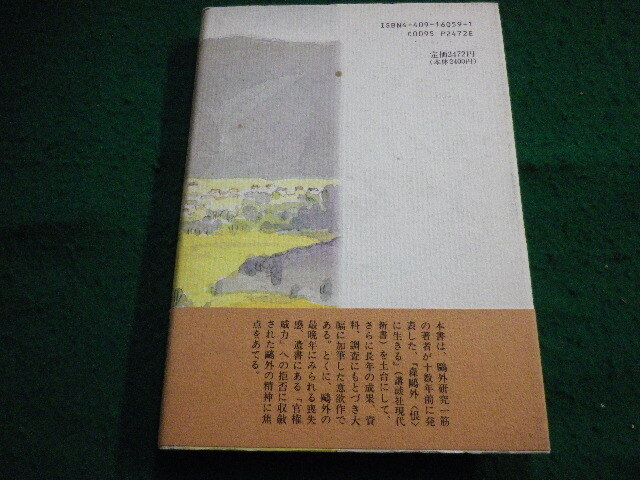 ISBN4-409-16059-1
C0095 P2472E
定価2472円
(本体2400円)
本書は、鷗外研究一筋
の著者が十数年前に発
表した、『森鷗外〈恨〉
に生きる』(講談社現代
新書)を土台にして、
さらに長年の成果、資
料、調査にもとづき大
幅に加筆した意欲作で
ある。とくに、鷗外の
最晩年にみられる喪失
感、遺書にある「官権
威力」への拒否に収斂
された鷗外の精神に焦
点をあてる。